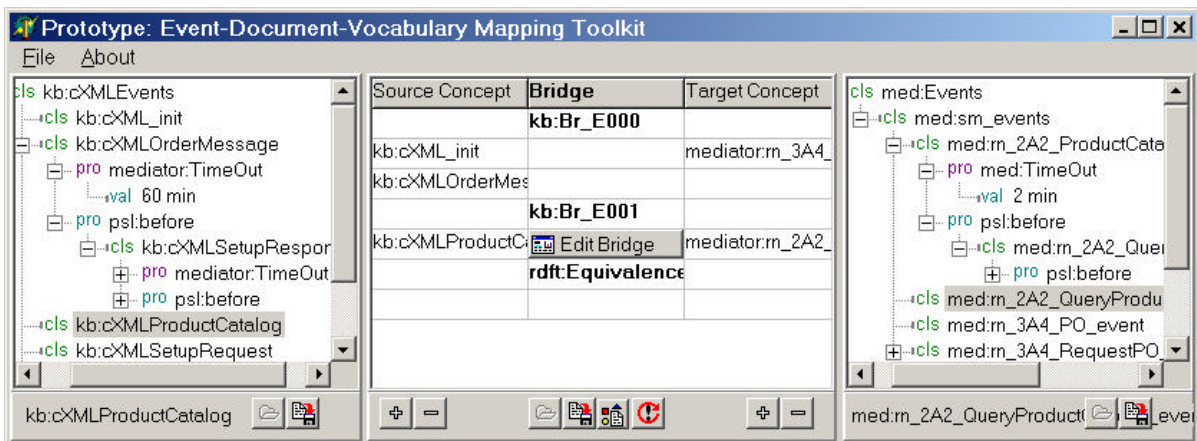 Prototype: Event-Document-Vocabulary Mapping Toolkit
File About
cls kb:cXMLEvents
cls kb:cXML_init
cls kb:cXMLOrderMessage
pro mediator:TimeOut
val 60 min
pro psl:before
cls kb:cXMLSetupRespor
pro mediator:TimeOut
pro psl:before
cls kb:cXMLProductCatalog
cls kb:cXMLSetupRequest
kb:cXMLProductCatalog
Source Concept Bridge Target Concept
kb:Br_E000
kb:cXML_init mediator:rn_3A4_
kb:cXMLOrderMes
kb:Br_E001
kb:cXMLProductCa Edit Bridge mediator:rn_2A2_
rdft:Equivalence
cls med:Events
cls med:sm_events
cls med:rn_2A2_ProductCata
pro med:TimeOut
val 2 min
pro psl:before
cls med:rn_2A2_Quer
pro psl:before
cls med:rn_2A2_QueryProdu
cls med:rn_3A4_PO_event
cls med:rn_3A4_RequestPO_
med:rn_2A2_QueryProduct _ever